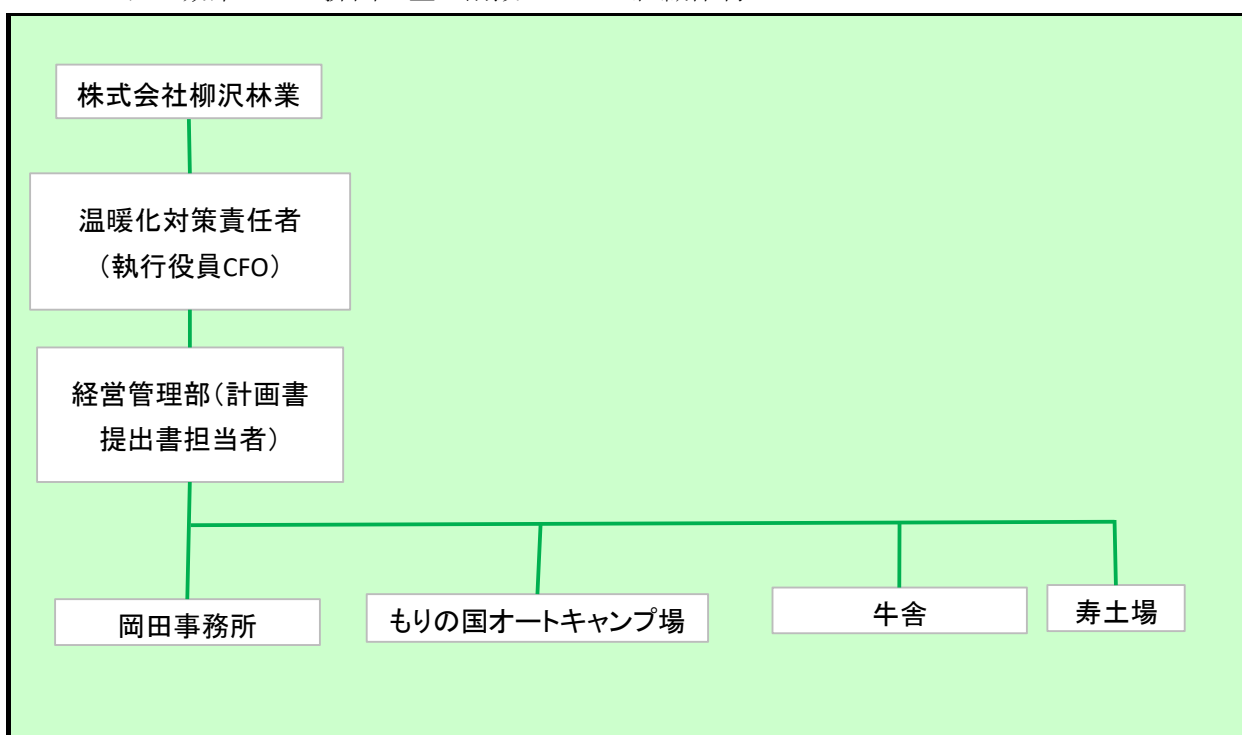 株式会社柳沢林業
温暖化対策責任者
（執行役員CFO）
経営管理部（計画書
提出書担当者）
岡田事務所
もりの国オートキャンプ場
牛舎
寿土場